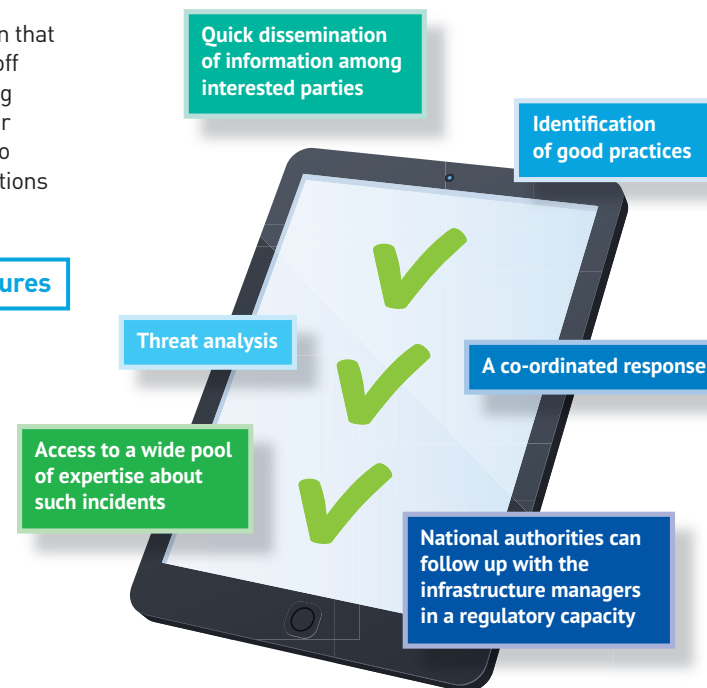 n that
off
g
r
o
tions
ures
Quick dissemination
of information among
interested parties
Identification
of good practices
Threat analysis
A co-ordinated response
Access to a wide pool
of expertise about
such incidents
National authorities can
follow up with the
infrastructure managers
in a regulatory capacity